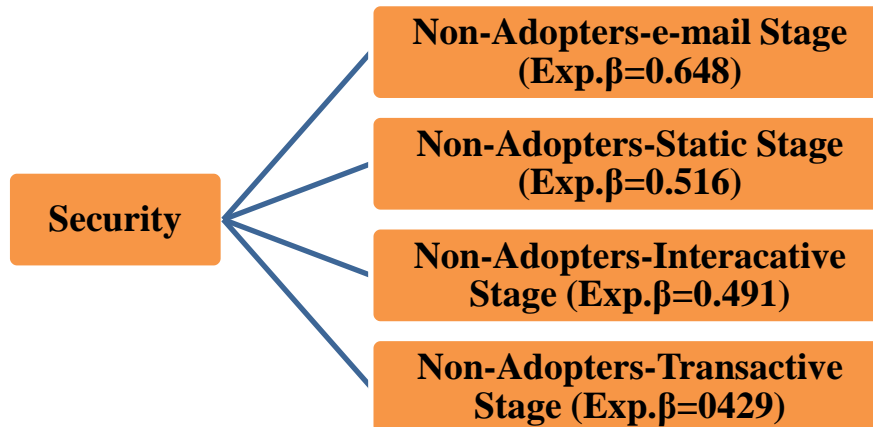 Non-Adopters-e-mail Stage
(Exp.β=0.648)
Non-Adopters-Static Stage
(Exp.β=0.516)
Security
Non-Adopters-Interacative
Stage (Exp.β=0.491)
Non-Adopters-Transactive
Stage (Exp.β=0429)